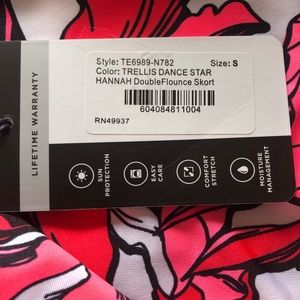 Style: TE6989-N782 Size: S
Color: TRELLIS DANCE STAR
HANNAH DoubleFlounce Skort
604084811004
RN49937
LIFETIME WARRANTY
SUN
PROTECTION
EASY
CARE
COMFORT
STRETCH
MOISTURE
MANAGEMENT